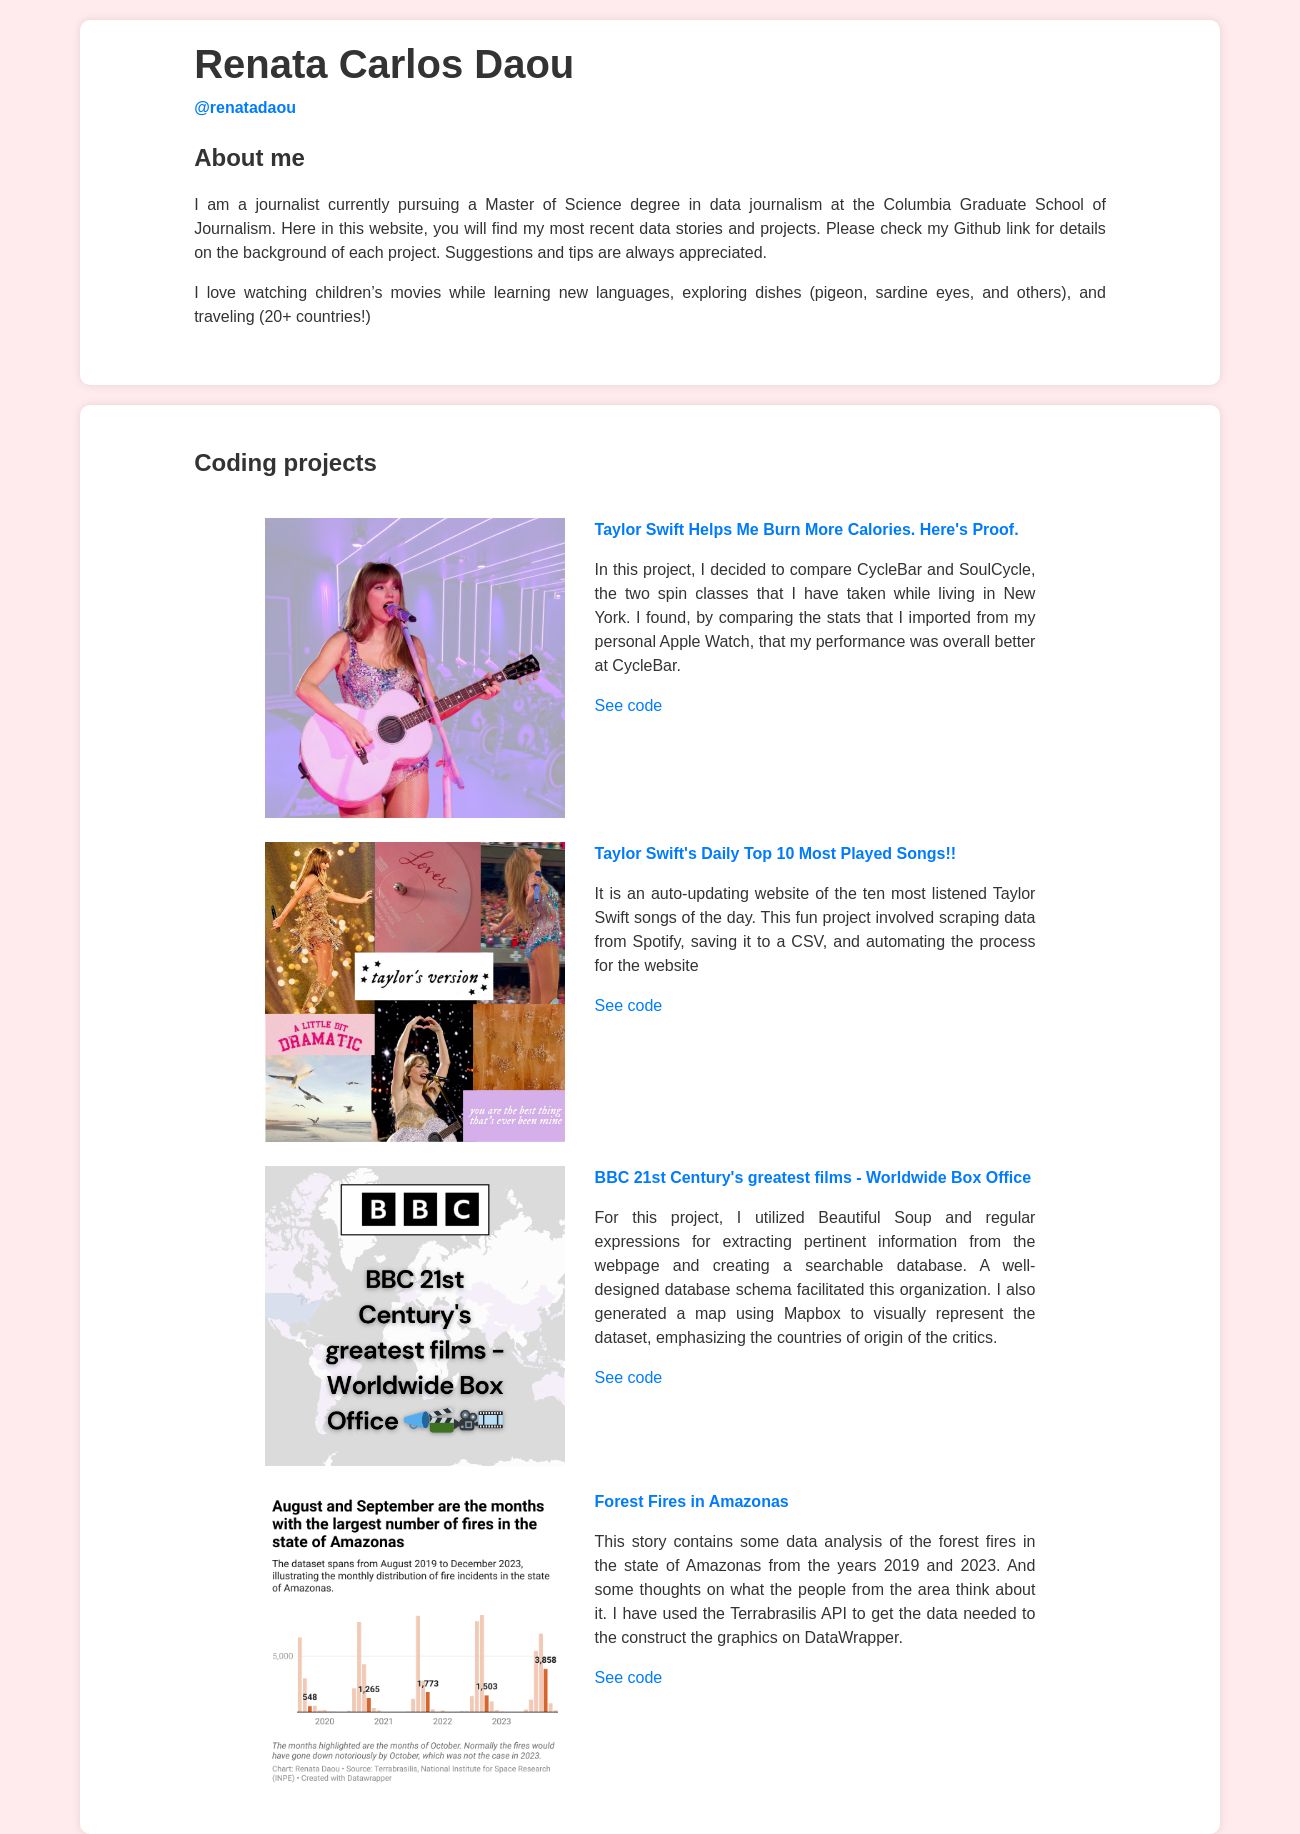 Renata Carlos Daou
@renatadaou
About me
I am a journalist currently pursuing a Master of Science degree in data journalism at the Columbia Graduate School of
Journalism. Here in this website, you will find my most recent data stories and projects. Please check my Github link for details
on the background of each project. Suggestions and tips are always appreciated.
I love watching children’s movies while learning new languages, exploring dishes (pigeon, sardine eyes, and others), and
traveling (20+ countries!)
Coding projects
Taylor Swift Helps Me Burn More Calories. Here's Proof.
In this project, I decided to compare CycleBar and SoulCycle,
the two spin classes that I have taken while living in New
York. I found, by comparing the stats that I imported from my
personal Apple Watch, that my performance was overall better
at CycleBar.
See code
Lover
taylor's version
A LITTLE BIT
DRAMATIC
you are the best thing
that's ever been mine
Taylor Swift's Daily Top 10 Most Played Songs!!
It is an auto-updating website of the ten most listened Taylor
Swift songs of the day. This fun project involved scraping data
from Spotify, saving it to a CSV, and automating the process
for the website
See code
BBC
BBC 21st
Century's
greatest films -
Worldwide Box
Office
BBC 21st Century's greatest films - Worldwide Box Office
For this project, I utilized Beautiful Soup and regular
expressions for extracting pertinent information from the
webpage and creating a searchable database. A well-
designed database schema facilitated this organization. I also
generated a map using Mapbox to visually represent the
dataset, emphasizing the countries of origin of the critics.
See code
August and September are the months
with the largest number of fires in the
state of Amazonas
The dataset spans from August 2019 to December 2023,
illustrating the monthly distribution of fire incidents in the state
of Amazonas.
5,000
548
1,265
1,773
1,503
3,858
2020
2021
2022
2023
The months highlighted are the months of October. Normally the fires would
have gone down notoriously by October, which was not the case in 2023.
Chart: Renata Daou • Source: Terrabrasilis, National Institute for Space Research
(INPE) • Created with Datawrapper
Forest Fires in Amazonas
This story contains some data analysis of the forest fires in
the state of Amazonas from the years 2019 and 2023. And
some thoughts on what the people from the area think about
it. I have used the Terrabrasilis API to get the data needed to
the construct the graphics on DataWrapper.
See code